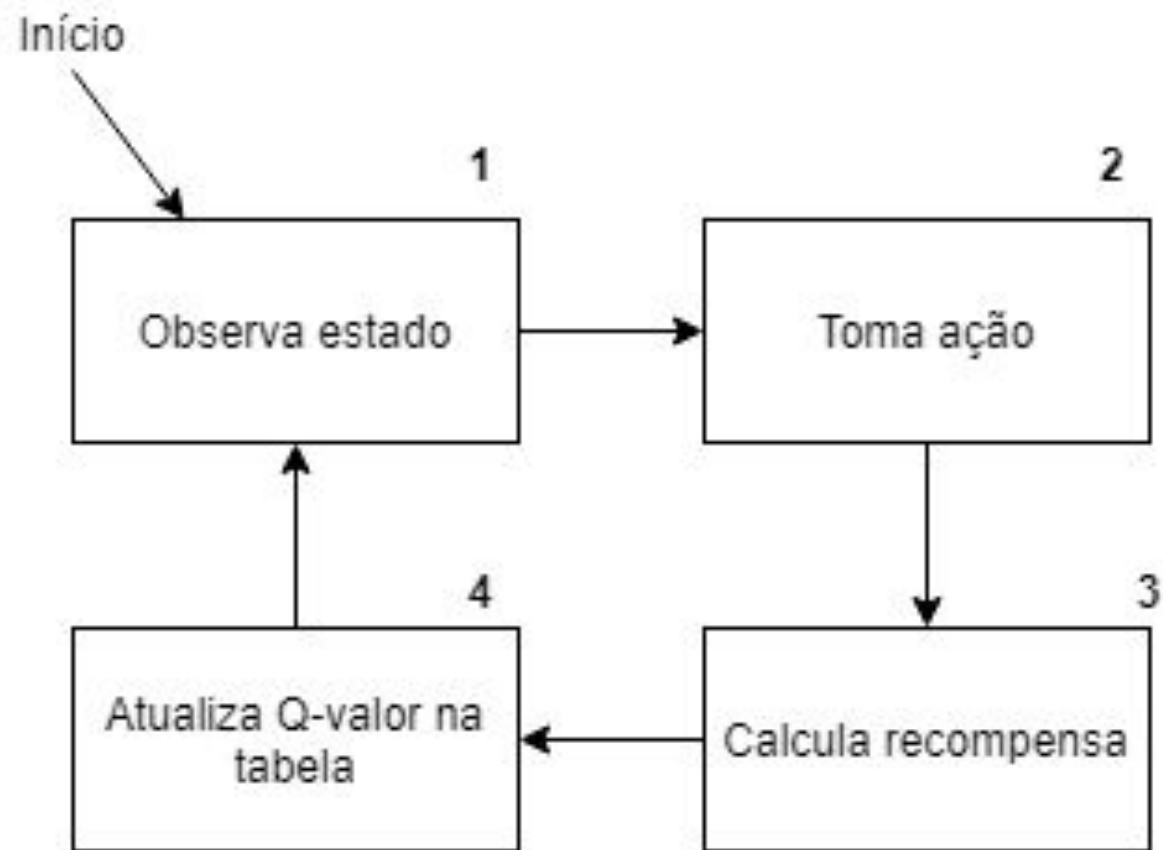 Início
1
2
Observa estado
Toma ação
4
3
Atualiza Q-valor na
tabela
Calcula recompensa